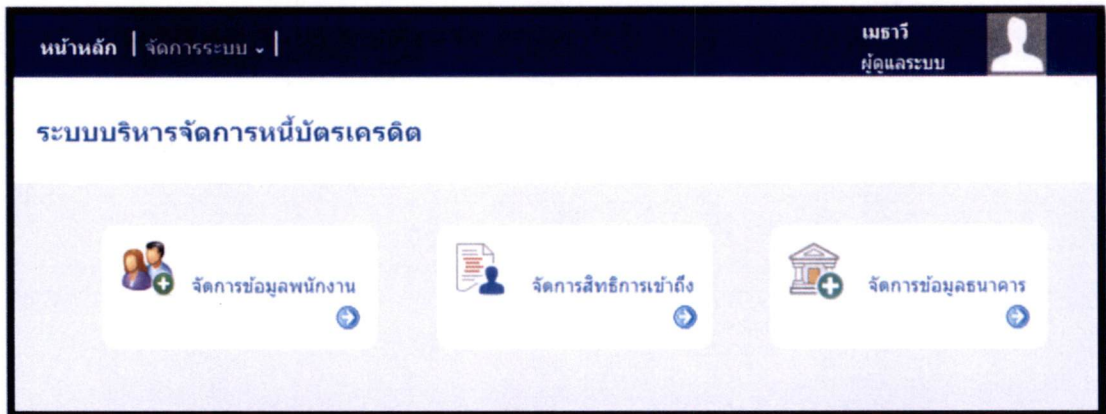 หน้าหลัก | จัดการระบบ
เมธาวี
ผู้ดูแลระบบ
ระบบบริหารจัดการหนี้บัตรเครดิต
จัดการข้อมูลพนักงาน
จัดการสิทธิการเข้าถึง
จัดการข้อมูลธนาคาร